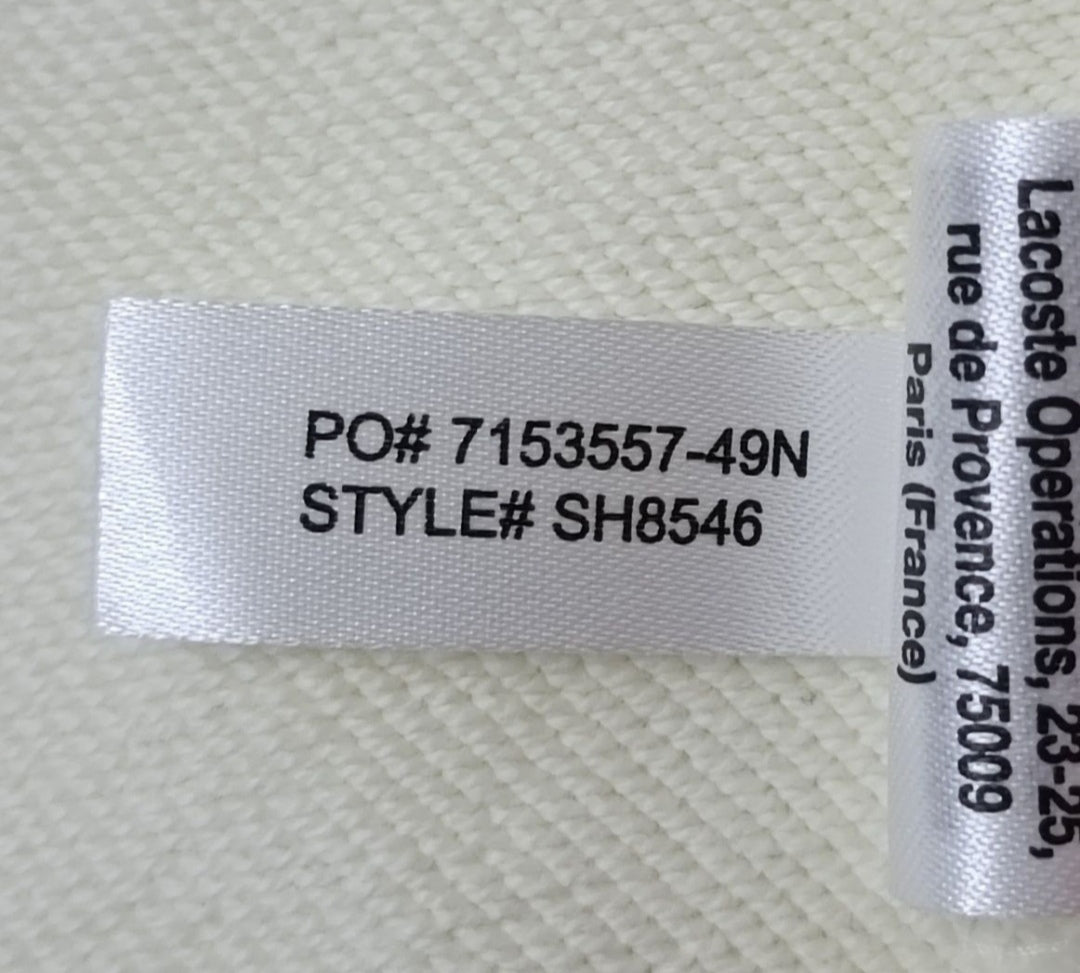 PO# 7153557-49N
STYLE# SH8546
Lacoste Operations, 23-25,
rue de Provence, 75009
Paris (France)